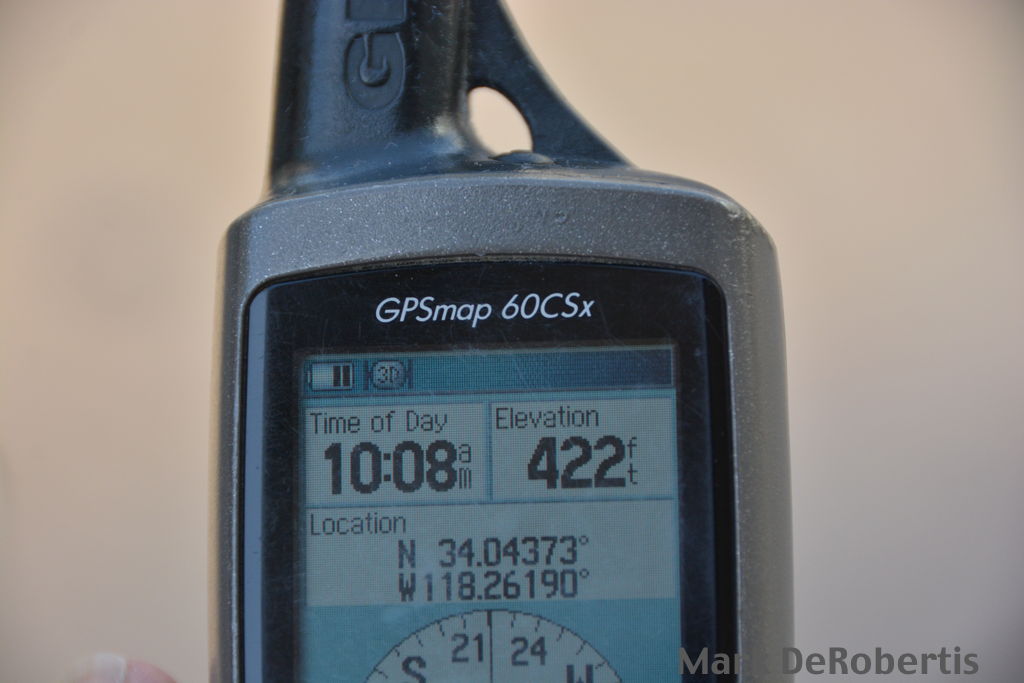 G
GPSmap 60CSx
3D
Time of Day
10:08am
Elevation
422ft
Location
N 34.04373°
W118.26190°
S 21 24 W
Mark DeRobertis